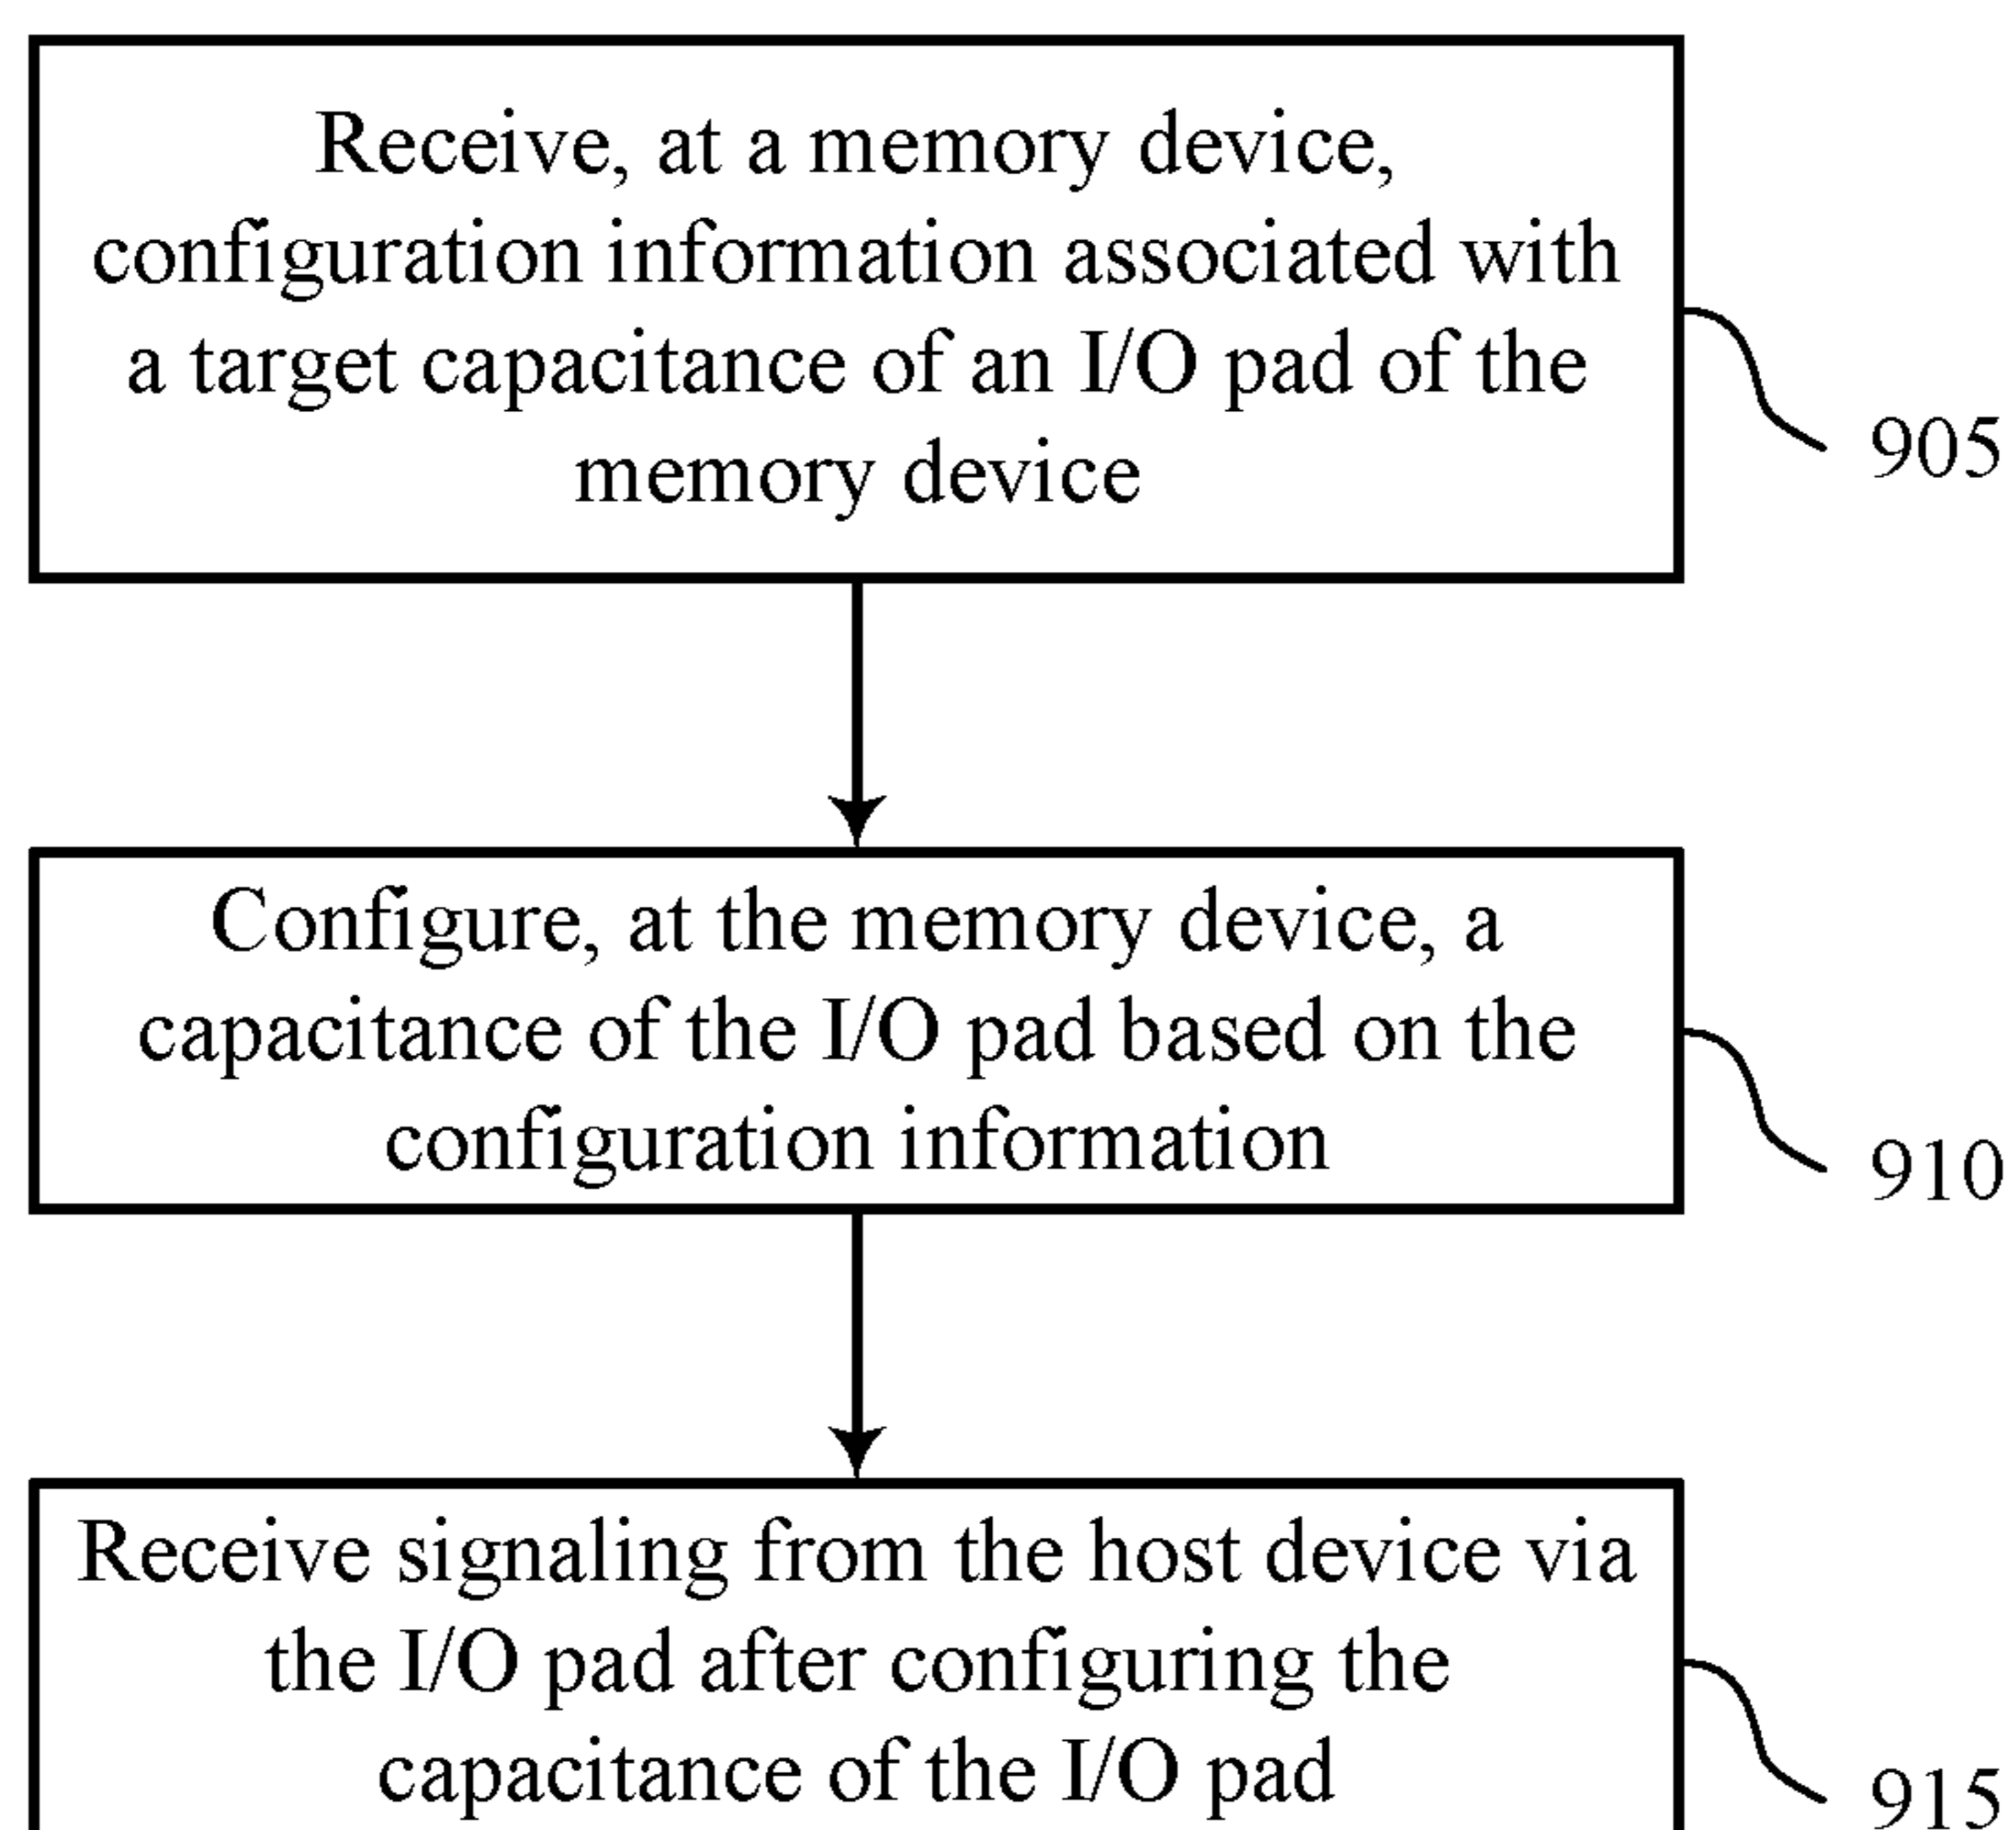 Receive, at a memory device,
configuration information associated with
a target capacitance of an I/O pad of the
memory device
905
Configure, at the memory device, a
capacitance of the I/O pad based on the
configuration information
910
Receive signaling from the host device via
the I/O pad after configuring the
capacitance of the I/O pad
915